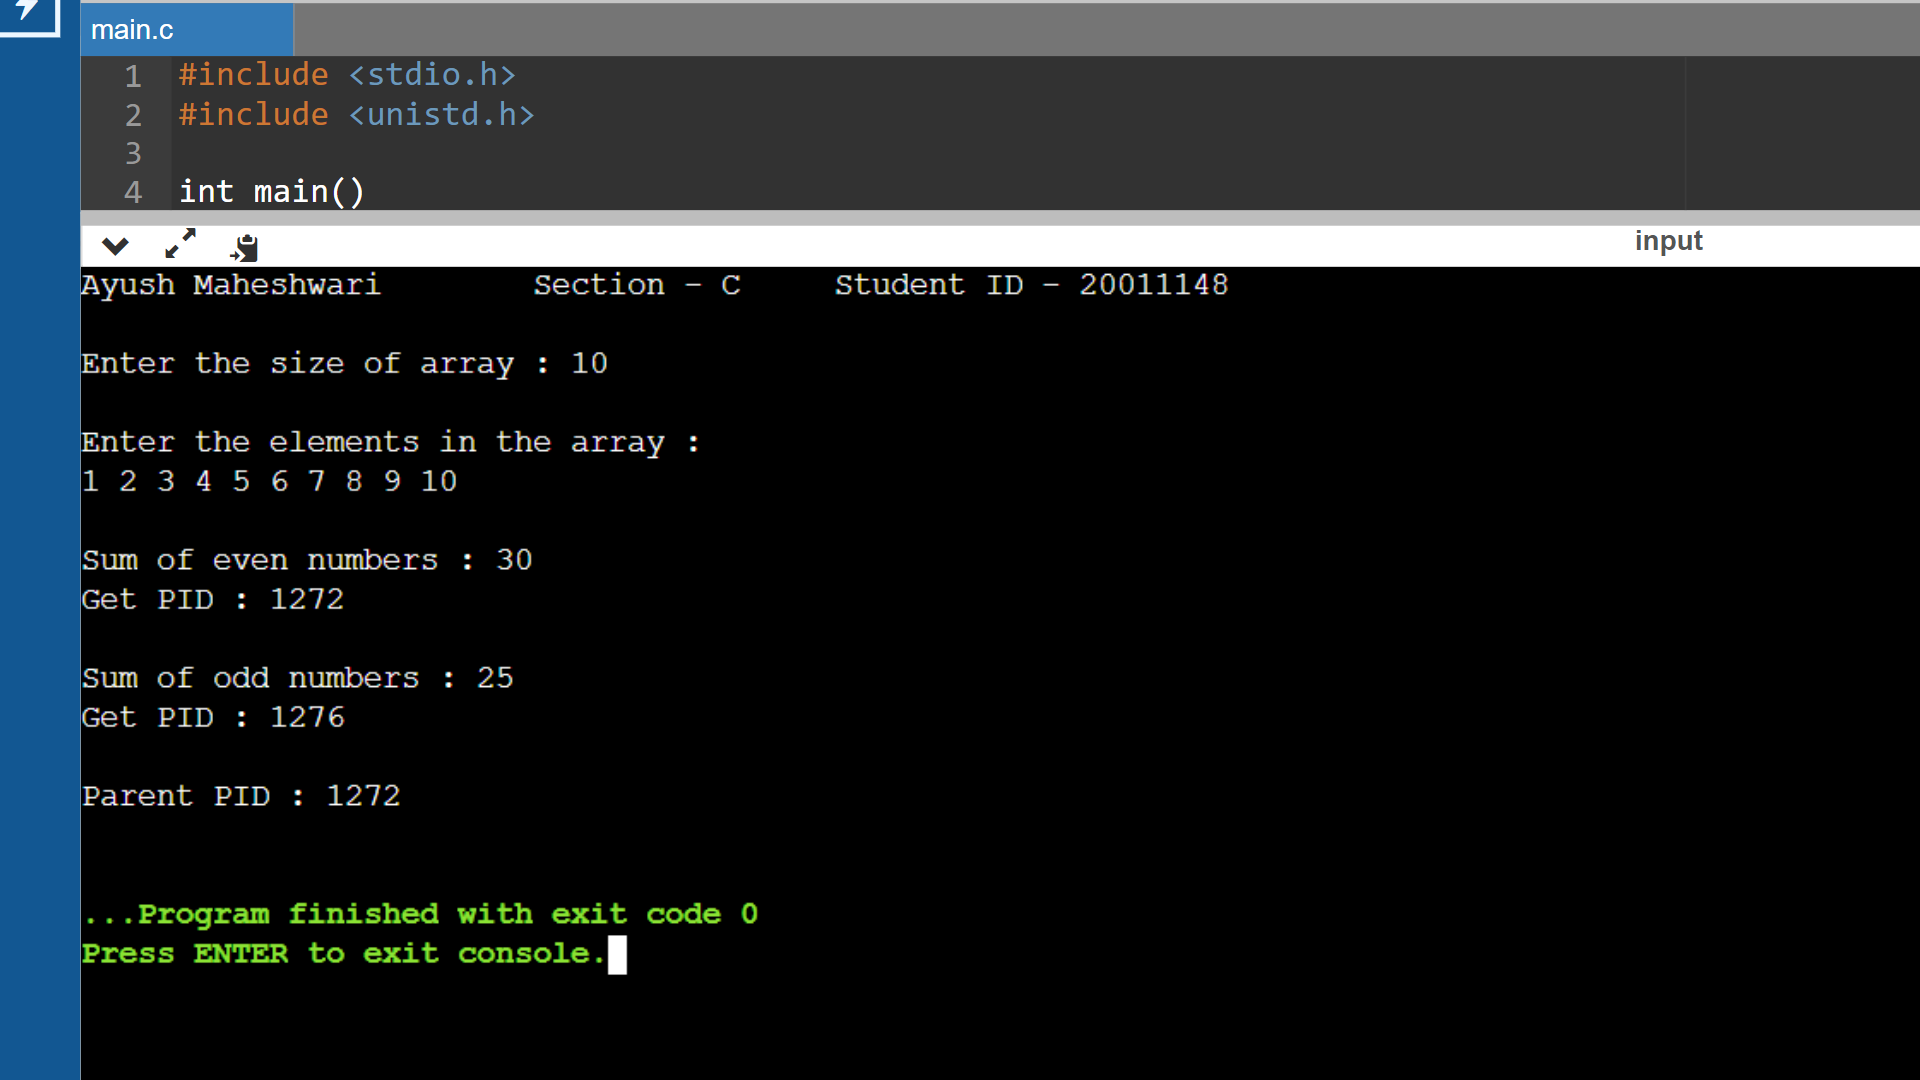 main.c
1 #include <stdio.h>
2 #include <unistd.h>
3
4 int main()
input
Ayush Maheshwari        Section - C     Student ID - 20011148
Enter the size of array : 10
Enter the elements in the array :
1 2 3 4 5 6 7 8 9 10
Sum of even numbers : 30
Get PID : 1272
Sum of odd numbers : 25
Get PID : 1276
Parent PID : 1272
...Program finished with exit code 0
Press ENTER to exit console.